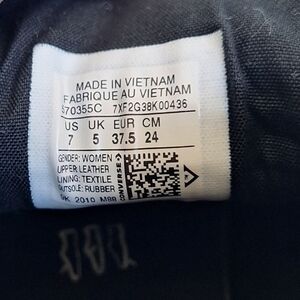 MADE IN VIETNAM
FABRIQUE AU VIETNAM
570355C 7XF2G38K00436
US UK EUR CM
7 5 37.5 24
GENDER: WOMEN
UPPER:LEATHER
LINING: TEXTILE
OUTSOLE: RUBBER
CONVERSE
2010